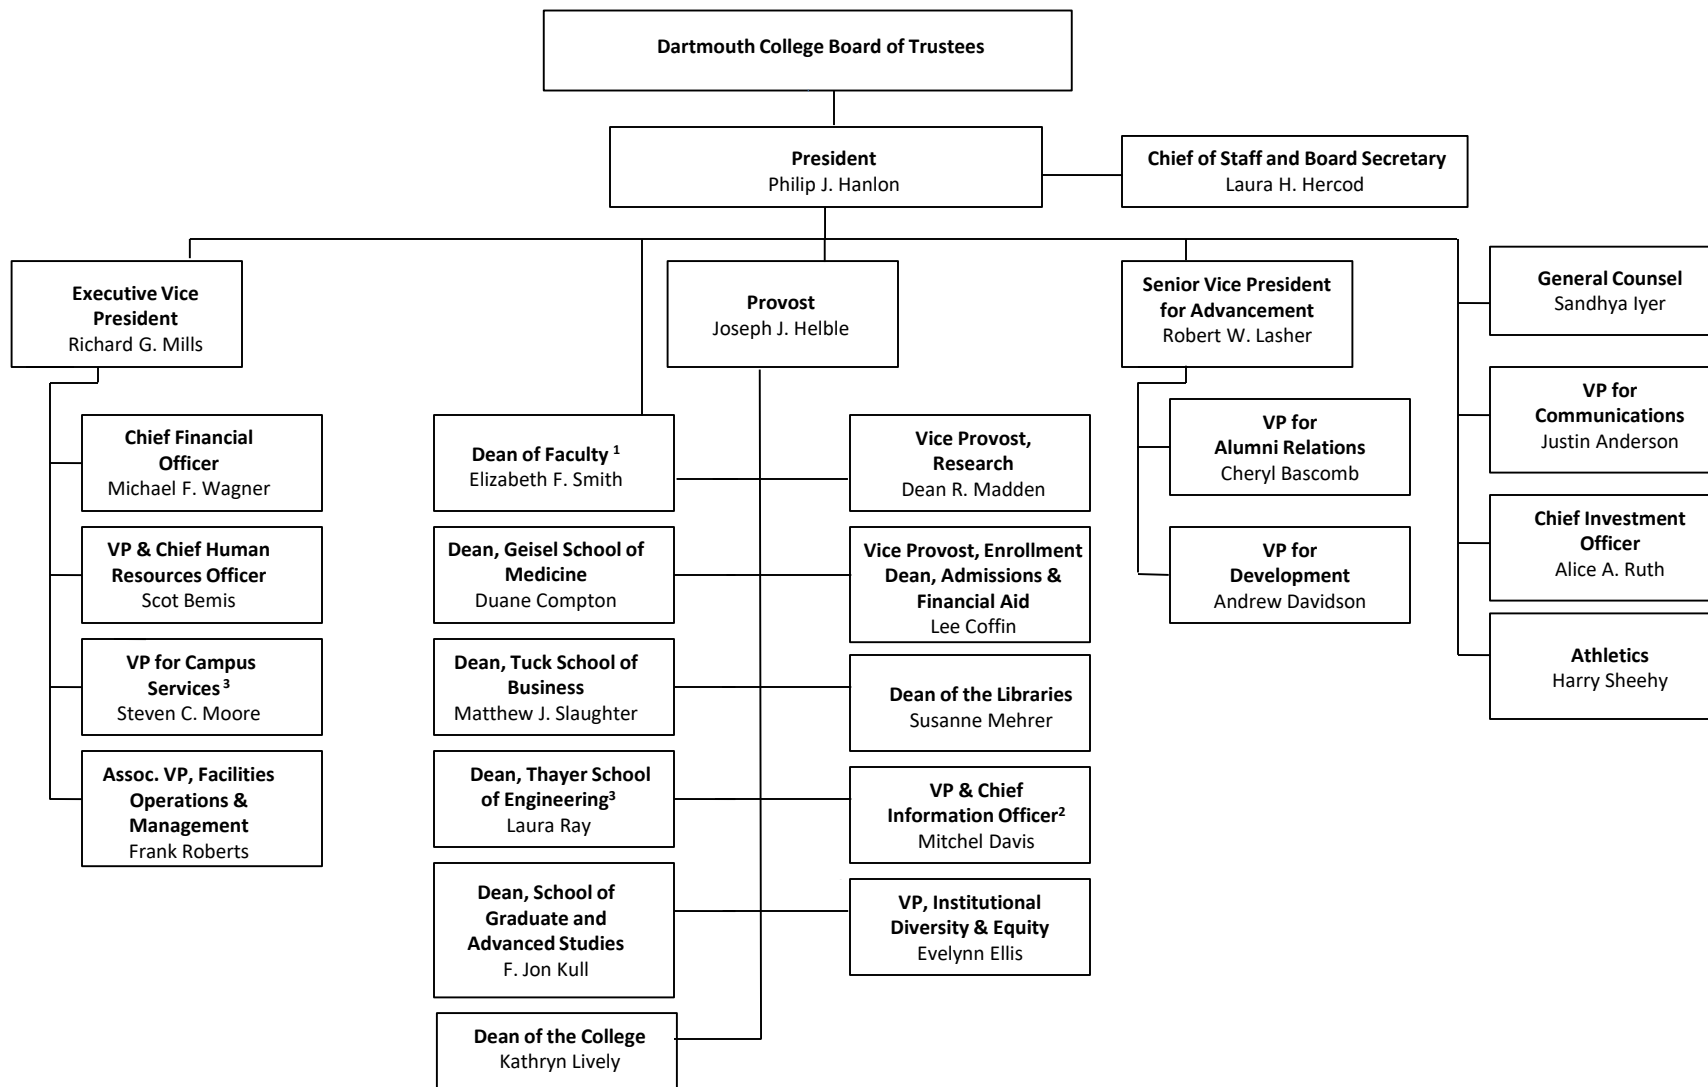 Dartmouth College Board of Trustees
President
Philip J. Hanlon
Chief of Staff and Board Secretary
Laura H. Hercod
Executive Vice
President
Richard G. Mills
Provost
Joseph J. Helble
Senior Vice President
for Advancement
Robert W. Lasher
General Counsel
Sandhya Iyer
Chief Financial
Officer
Michael F. Wagner
VP & Chief Human
Resources Officer
Scot Bemis
VP for Campus
Services ³
Steven C. Moore
Assoc. VP, Facilities
Operations &
Management
Frank Roberts
Dean of Faculty ¹
Elizabeth F. Smith
Dean, Geisel School of
Medicine
Duane Compton
Dean, Tuck School of
Business
Matthew J. Slaughter
Dean, Thayer School
of Engineering³
Laura Ray
Dean, School of
Graduate and
Advanced Studies
F. Jon Kull
Dean of the College
Kathryn Lively
Vice Provost,
Research
Dean R. Madden
Vice Provost, Enrollment
Dean, Admissions &
Financial Aid
Lee Coffin
Dean of the Libraries
Susanne Mehrer
VP & Chief
Information Officer²
Mitchel Davis
VP, Institutional
Diversity & Equity
Evelynn Ellis
VP for
Alumni Relations
Cheryl Bascomb
VP for
Development
Andrew Davidson
VP for
Communications
Justin Anderson
Chief Investment
Officer
Alice A. Ruth
Athletics
Harry Sheehy